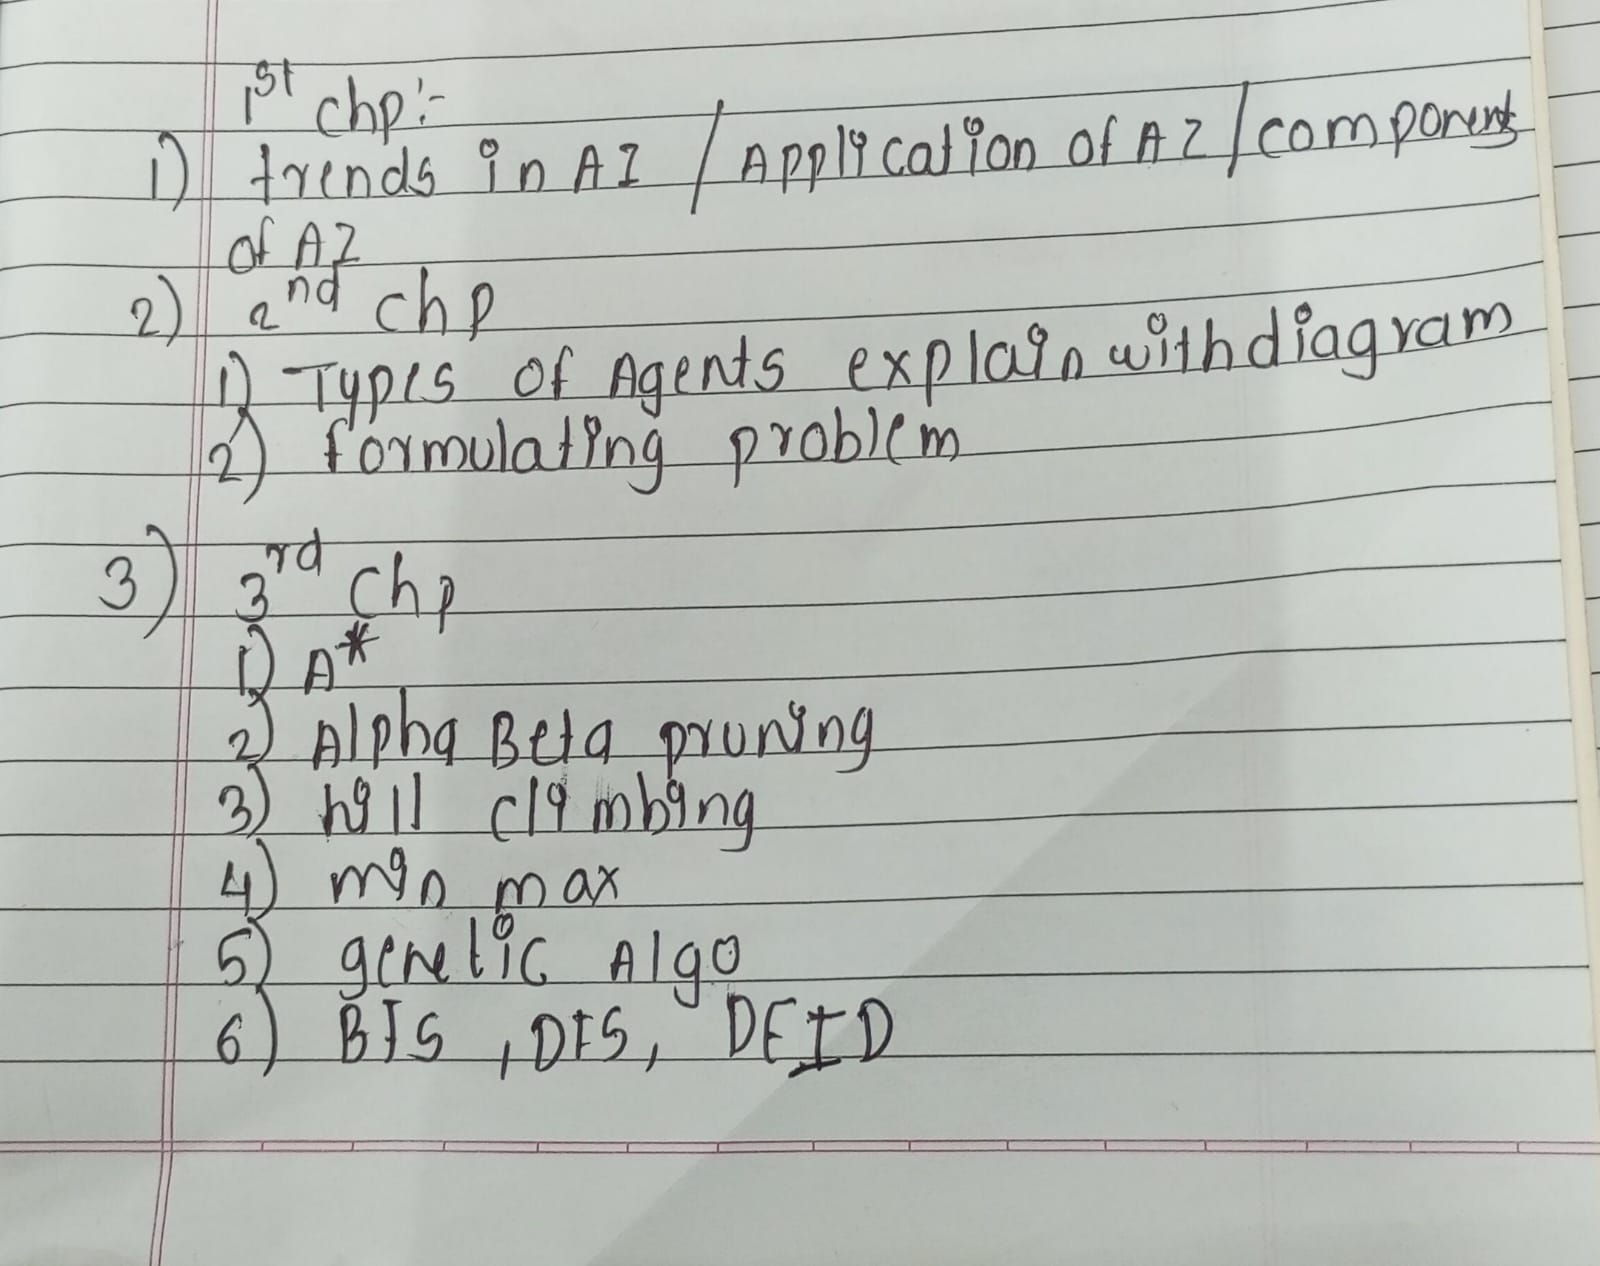 1st chp:-
1) trends in AI / Application of AI / components
of AI
2) 2nd chp
1) Types of Agents explain with diagram
2) formulating problem
3) 3rd chp
1) A*
2) Alpha Beta pruning
3) hill climbing
4) min max
5) genetic Algo
6) BFS, DFS, DFID